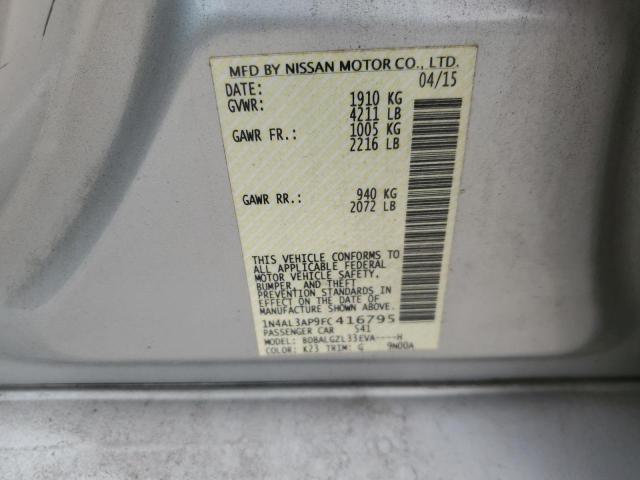 MFD BY NISSAN MOTOR CO., LTD.
DATE: 04/15
GVWR: 1910 KG
4211 LB
GAWR FR.: 1005 KG
2216 LB
GAWR RR.: 940 KG
2072 LB
THIS VEHICLE CONFORMS TO
ALL APPLICABLE FEDERAL
MOTOR VEHICLE SAFETY,
BUMPER, AND THEFT
PREVENTION STANDARDS IN
EFFECT ON THE DATE OF
MANUFACTURE SHOWN ABOVE.
1N4AL3AP9FC416795
PASSENGER CAR 541
MODEL: BDBALGZL33EVA----H
COLOR: K23 TRIM: G 9N00A